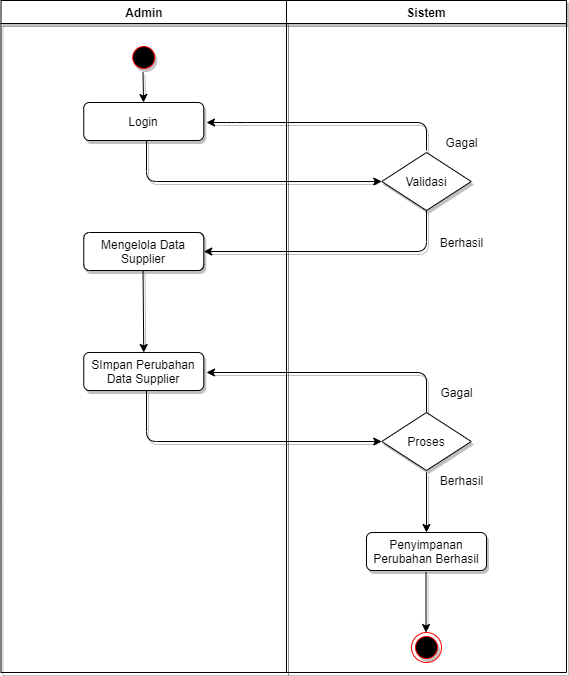 Admin
Sistem
Login
Gagal
Validasi
Berhasil
Mengelola Data
Supplier
SImpan Perubahan
Data Supplier
Gagal
Proses
Berhasil
Penyimpanan
Perubahan Berhasil